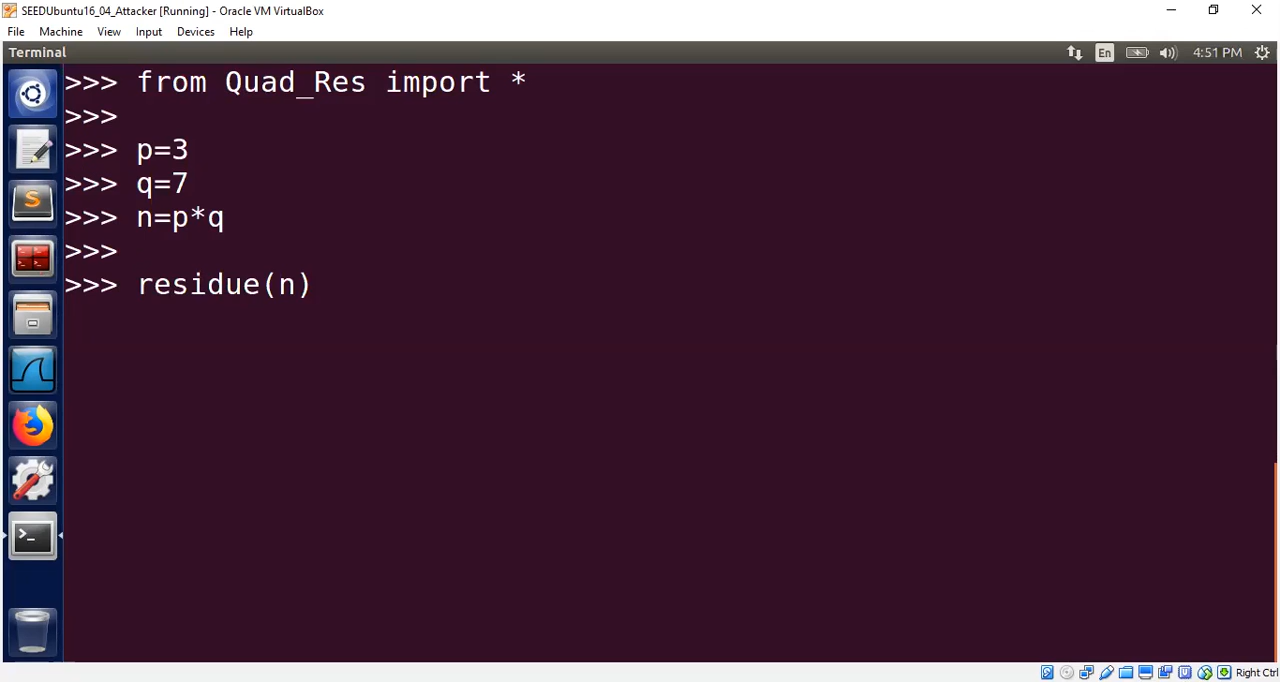 SEEDUbuntu16_04_Attacker [Running] - Oracle VM VirtualBox
File Machine View Input Devices Help
Terminal En 4:51 PM
>>> from Quad_Res import *
>>>
>>> p=3
>>> q=7
>>> n=p*q
>>>
>>> residue(n)
Right Ctrl